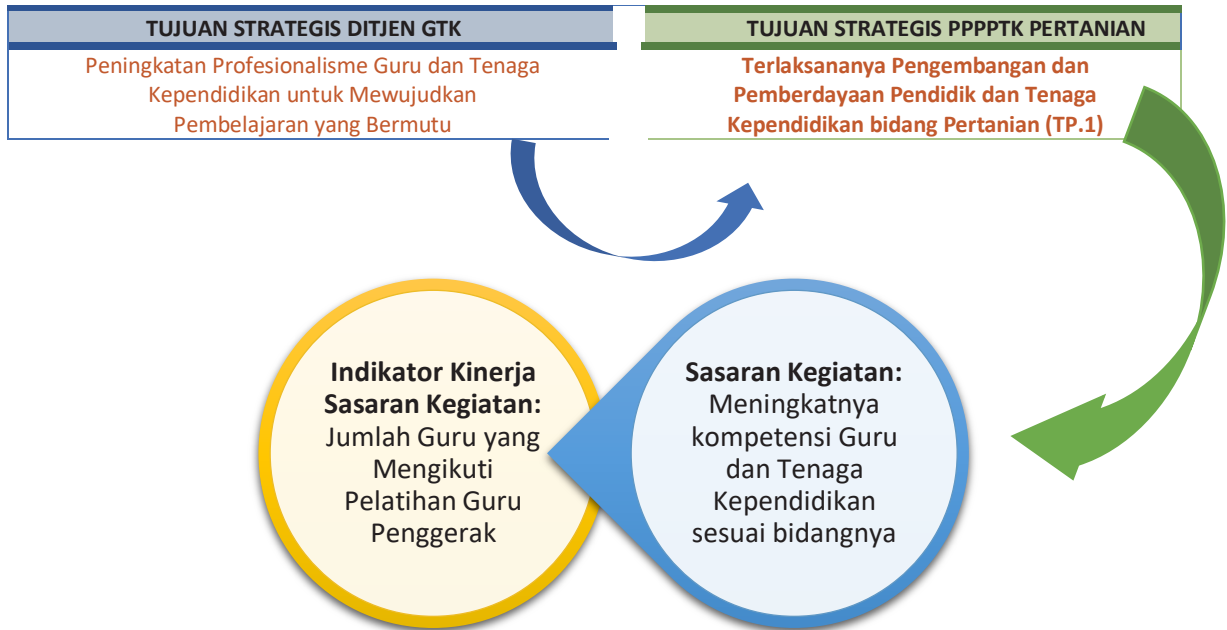 TUJUAN STRATEGIS DITJEN GTK
Peningkatan Profesionalisme Guru dan Tenaga
Kependidikan untuk Mewujudkan
Pembelajaran yang Bermutu
TUJUAN STRATEGIS PPPPTK PERTANIAN
Terlaksananya Pengembangan dan
Pemberdayaan Pendidik dan Tenaga
Kependidikan bidang Pertanian (TP.1)
Indikator Kinerja
Sasaran Kegiatan:
Jumlah Guru yang
Mengikuti
Pelatihan Guru
Penggerak
Sasaran Kegiatan:
Meningkatnya
kompetensi Guru
dan Tenaga
Kependidikan
sesuai bidangnya